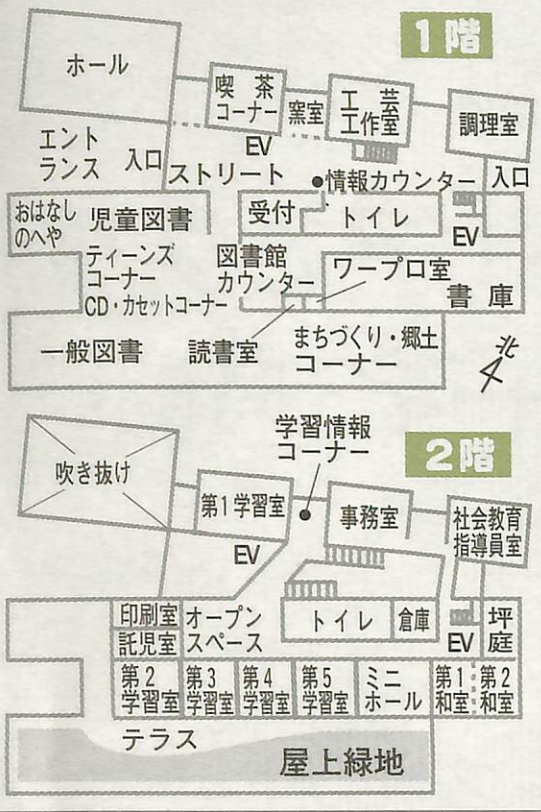 1階
ホール
喫茶
コーナー
窯室
工芸
工作室
調理室
エント
ランス
入口
EV
ストリート
●情報カウンター
入口
おはなし
のへや
児童図書
受付
トイレ
EV
ティーンズ
コーナー
CD・カセットコーナー
図書館
カウンター
ワープロ室
書庫
一般図書
読書室
まちづくり・郷土
コーナー
北
2階
学習情報
コーナー
吹き抜け
第1学習室
事務室
社会教育
指導員室
EV
印刷室
託児室
オープン
スペース
トイレ
倉庫
EV
坪
庭
第2
学習室
第3
学習室
第4
学習室
第5
学習室
ミニ
ホール
第1
和室
第2
和室
テラス
屋上緑地